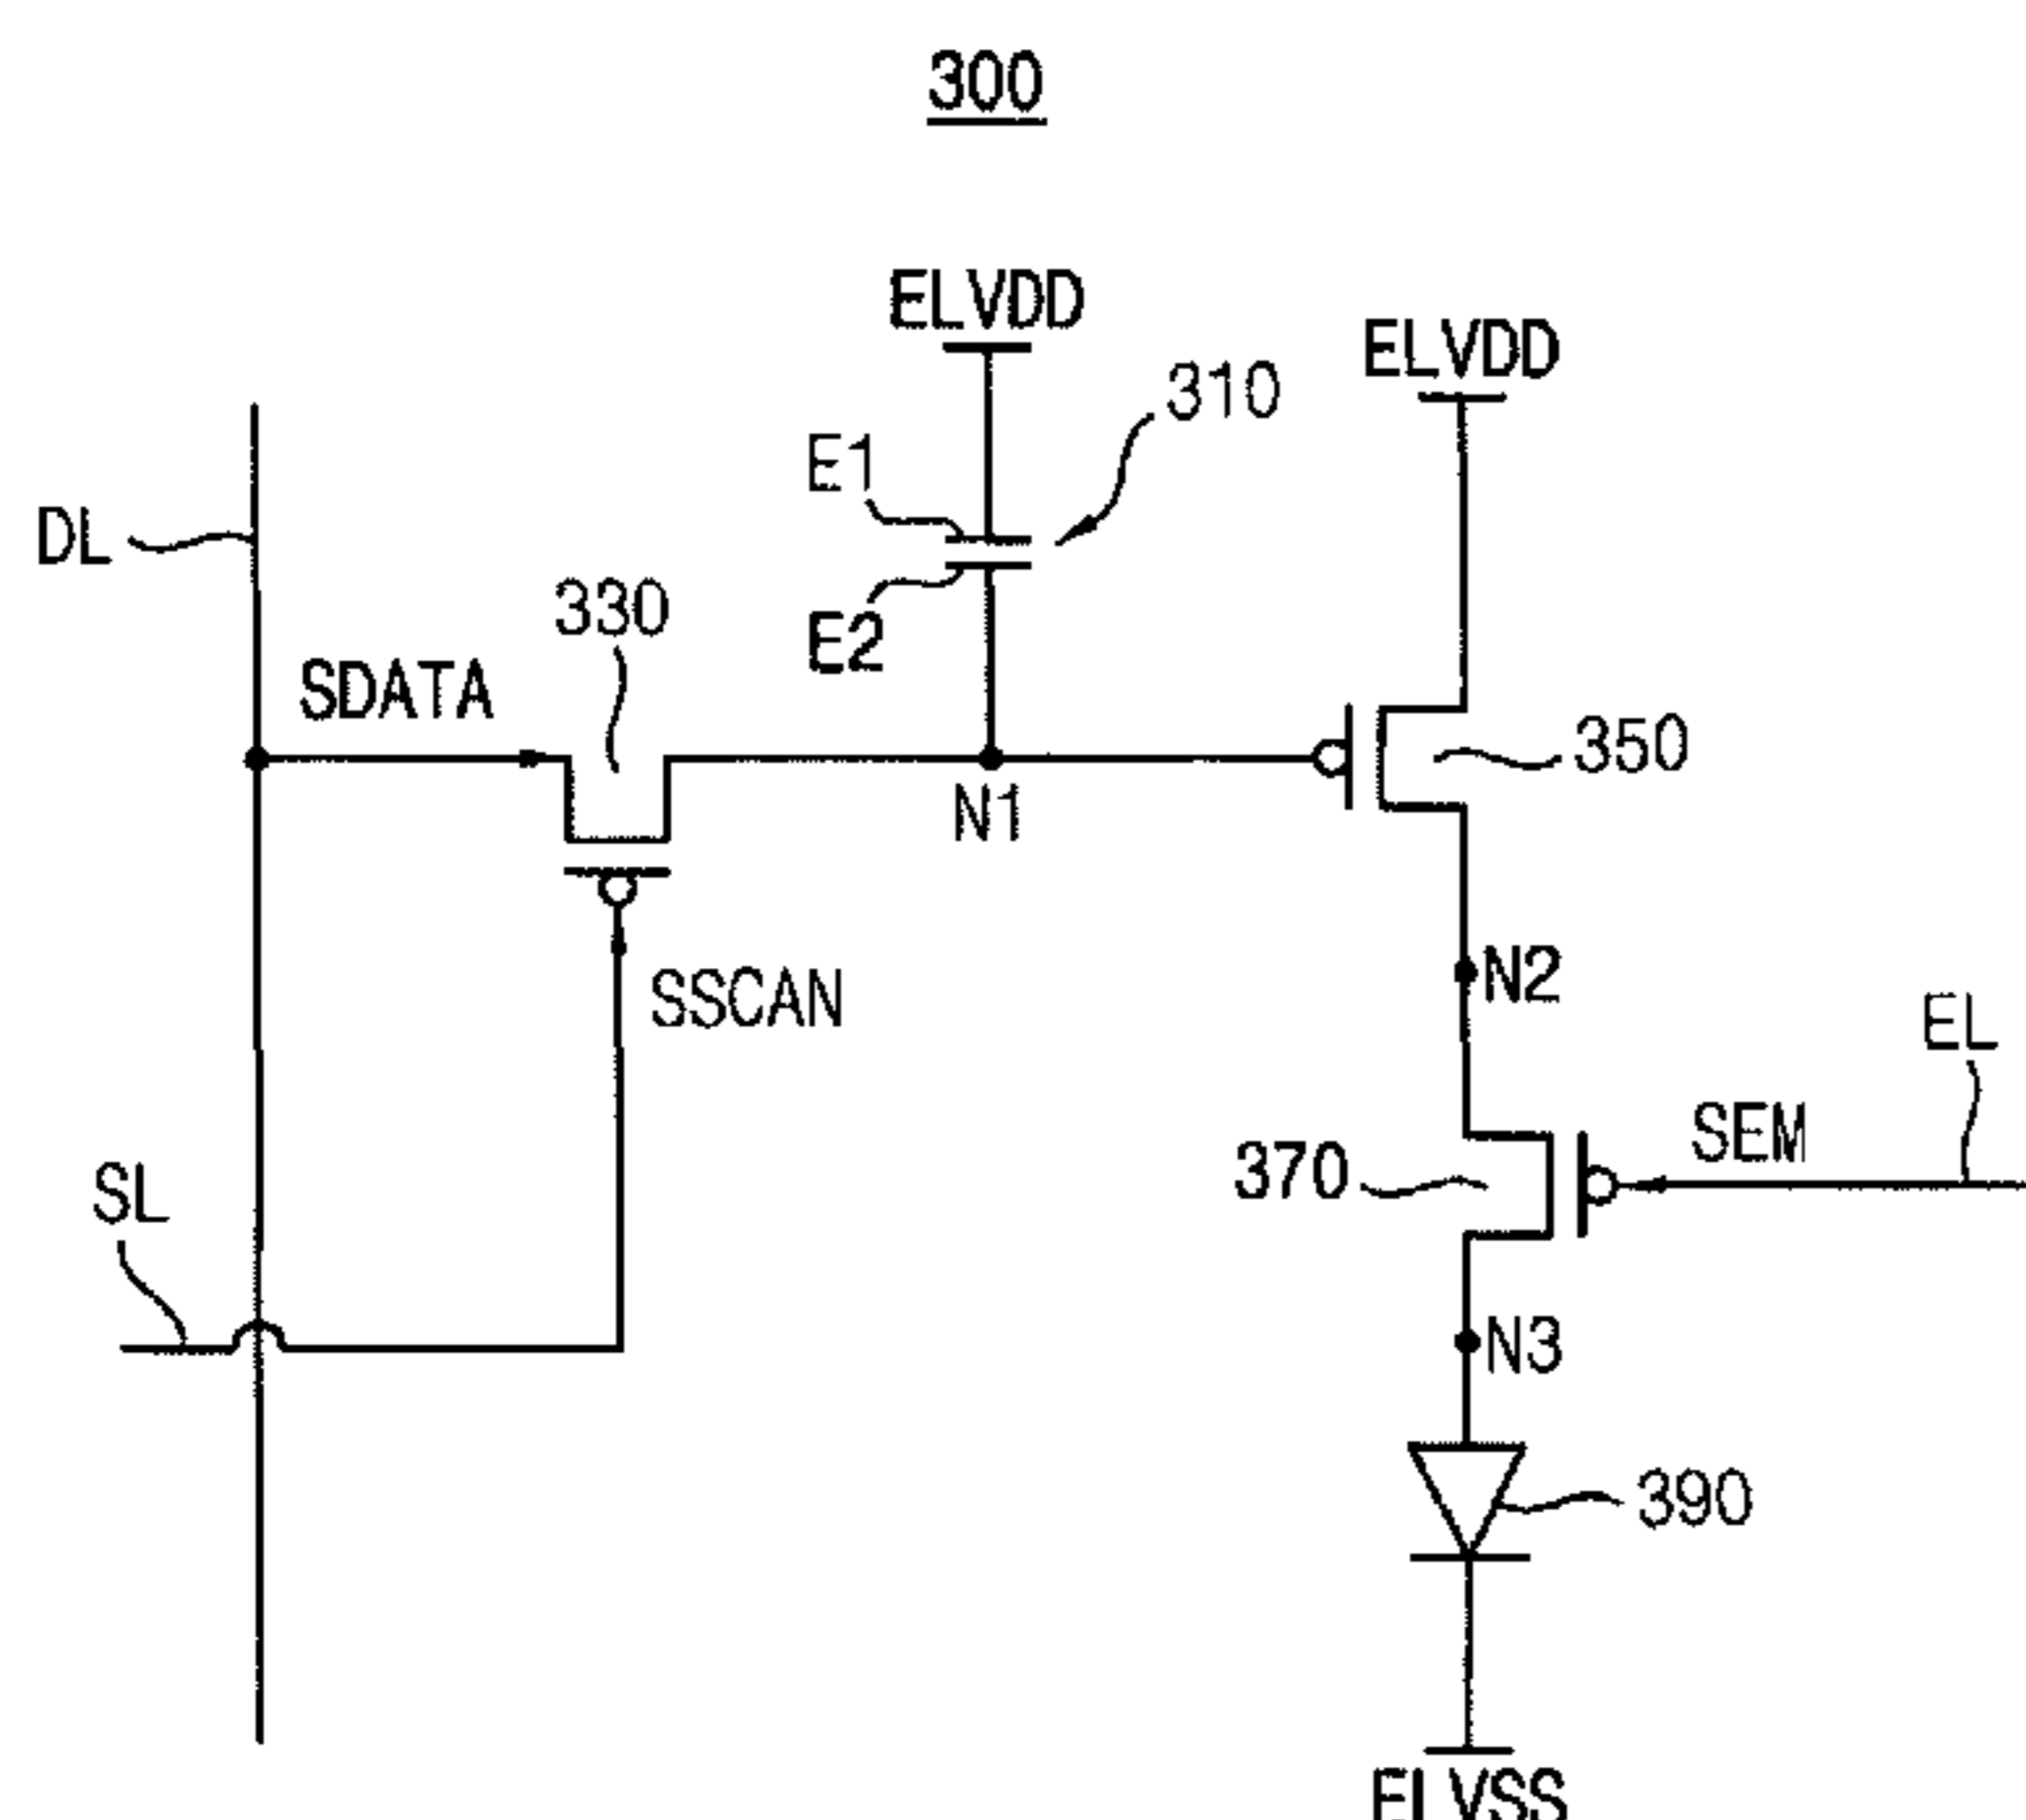 300
ELVDD
ELVDD
310
E1
DL
330
E2
SDATA
350
N1
N2
SSCAN
EL
SEM
370
SL
N3
390
ELVSS